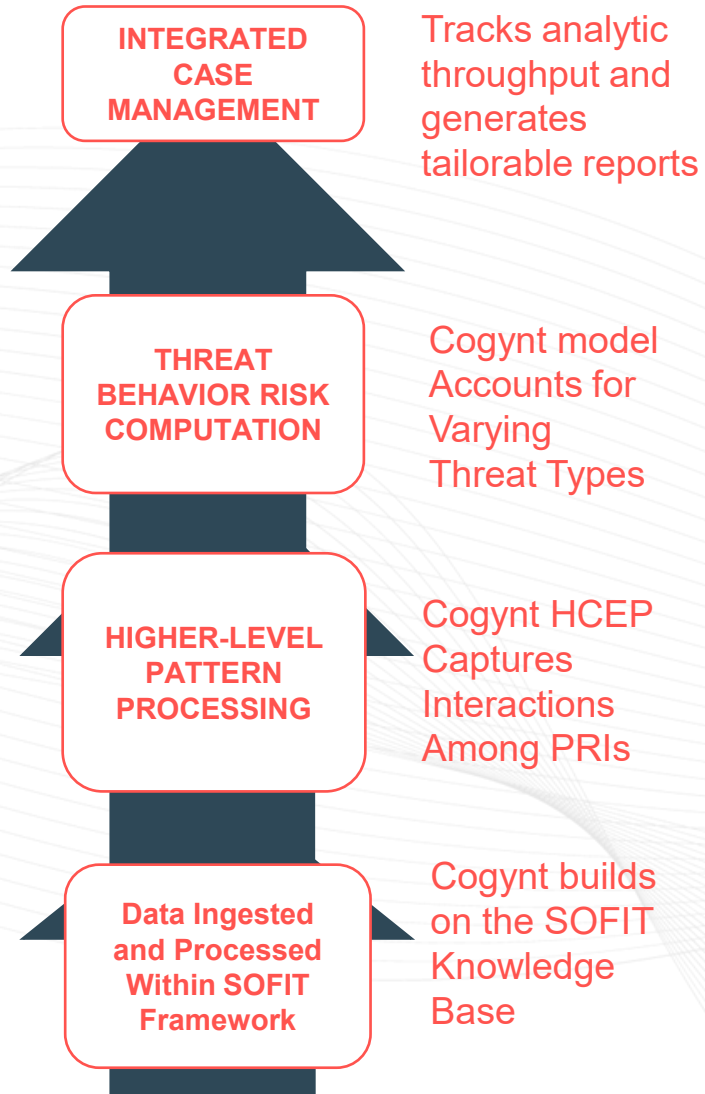 INTEGRATED
CASE
MANAGEMENT
Tracks analytic
throughput and
generates
tailorable reports
THREAT
BEHAVIOR RISK
COMPUTATION
Cogynt model
Accounts for
Varying
Threat Types
HIGHER-LEVEL
PATTERN
PROCESSING
Cogynt HCEP
Captures
Interactions
Among PRIs
Data Ingested
and Processed
Within SOFIT
Framework
Cogynt builds
on the SOFIT
Knowledge
Base